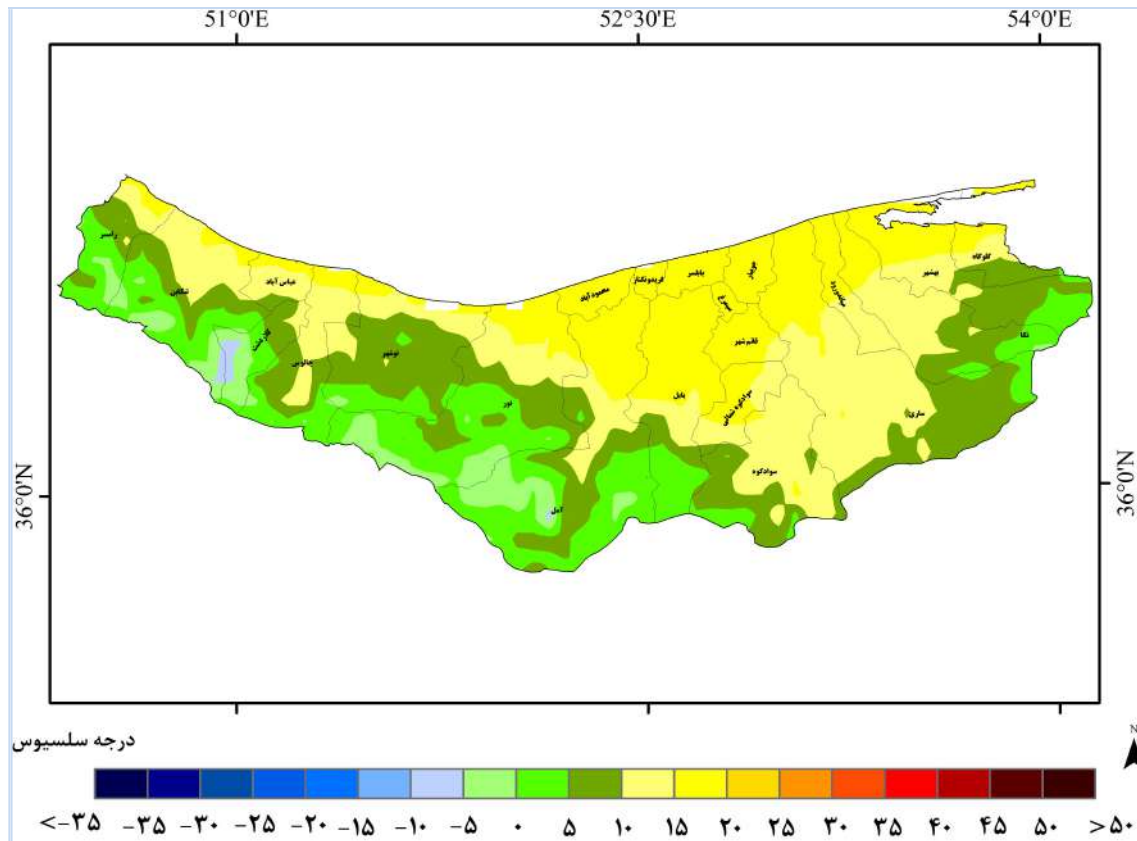 51°0'E 52°30'E 54°0'E
رامسر
گلوگاه
بهشهر
تنکابن
عباس آباد
محمودآباد
فریدونکنار
بابلسر
جویبار
سیمرغ
میاندورود
نکا
کلاردشت
چالوس
نوشهر
قائم شهر
نور
بابل
سوادکوه شمالی
ساری
سوادکوه
آمل
36°0'N 36°0'N
درجه سلسیوس
N
<-۳۵ -۳۵ -۳۰ -۲۵ -۲۰ -۱۵ -۱۰ -۵ ۰ ۵ ۱۰ ۱۵ ۲۰ ۲۵ ۳۰ ۳۵ ۴۰ ۴۵ ۵۰ >۵۰